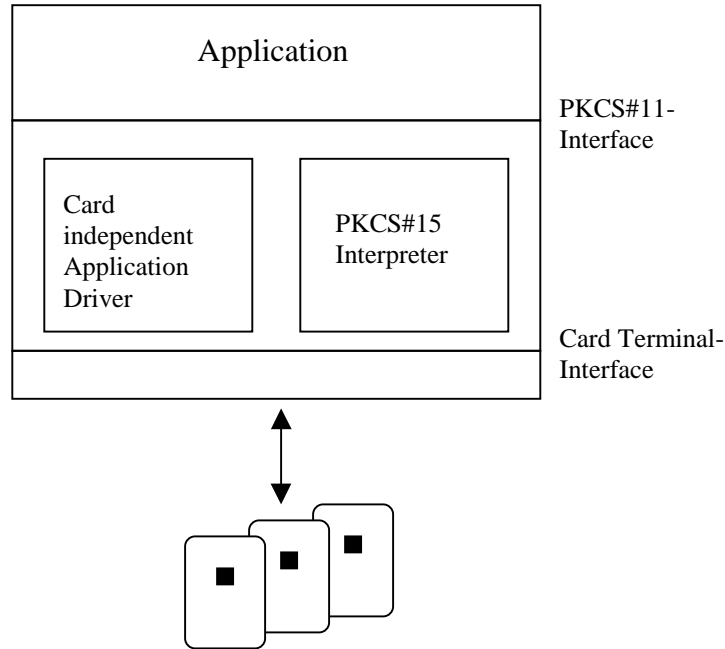 Application
PKCS#11-
Interface
Card
independent
Application
Driver
PKCS#15
Interpreter
Card Terminal-
Interface